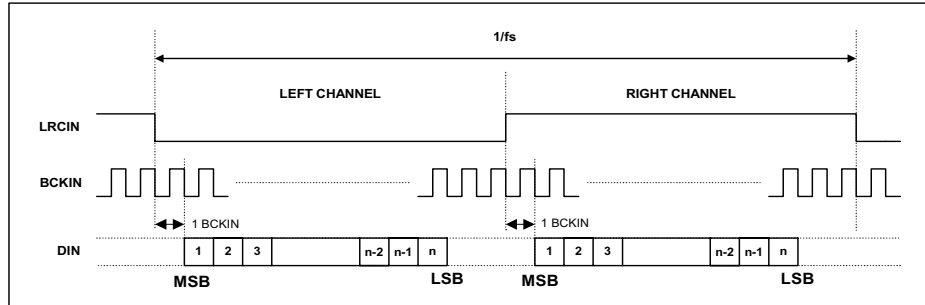 1/fs
LEFT CHANNEL RIGHT CHANNEL
LRCIN
BCKIN
1 BCKIN 1 BCKIN
DIN 1 2 3 n-2 n-1 n 1 2 3 n-2 n-1 n
MSB LSB MSB LSB